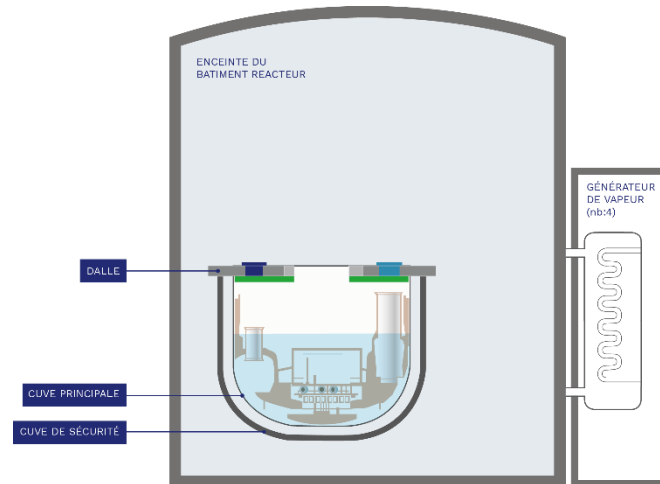 ENCEINTE DU
BATIMENT REACTEUR
GÉNÉRATEUR
DE VAPEUR
(nb:4)
DALLE
CUVE PRINCIPALE
CUVE DE SÉCURITÉ